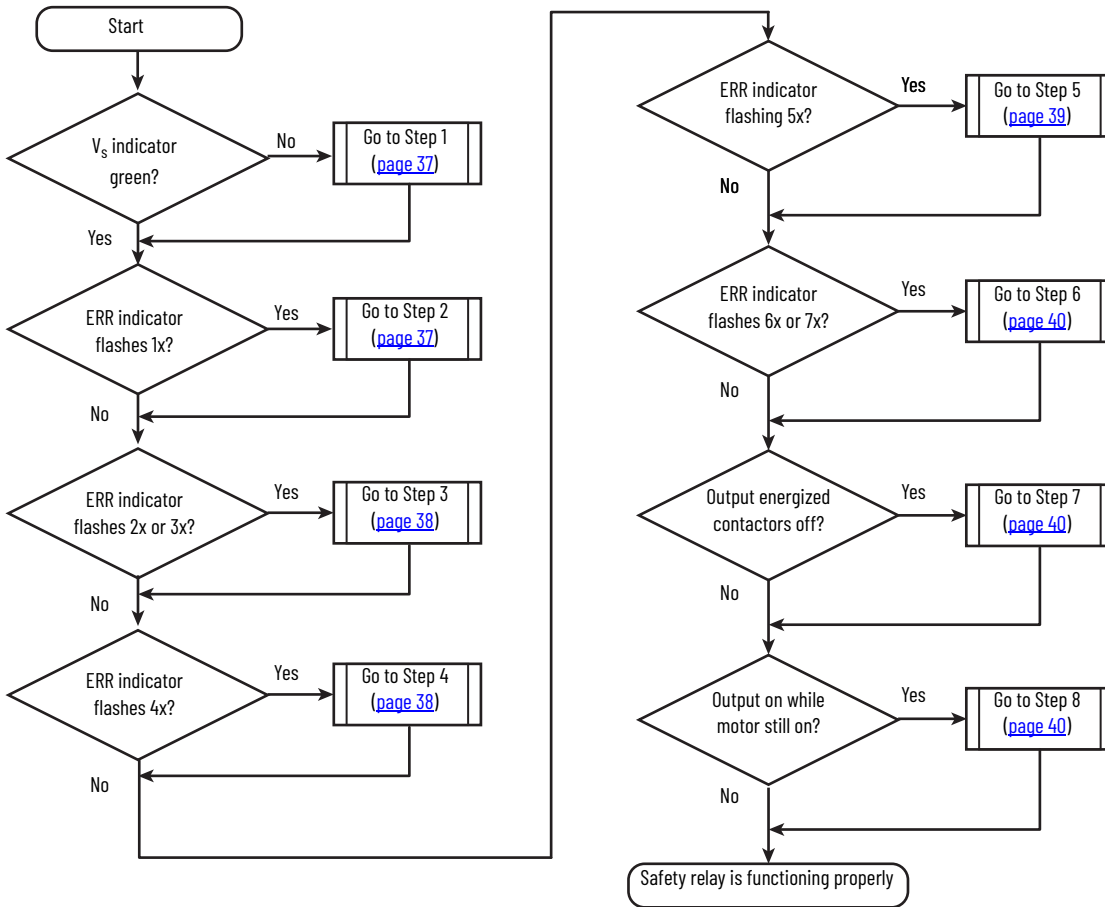 Start
Vs indicator
green?
No
Go to Step 1
(page 37)
Yes
ERR indicator
flashes 1x?
Yes
Go to Step 2
(page 37)
No
ERR indicator
flashes 2x or 3x?
Yes
Go to Step 3
(page 38)
No
ERR indicator
flashes 4x?
Yes
Go to Step 4
(page 38)
No
ERR indicator
flashing 5x?
Yes
Go to Step 5
(page 39)
No
ERR indicator
flashes 6x or 7x?
Yes
Go to Step 6
(page 40)
No
Output energized
contactors off?
Yes
Go to Step 7
(page 40)
No
Output on while
motor still on?
Yes
Go to Step 8
(page 40)
No
Safety relay is functioning properly